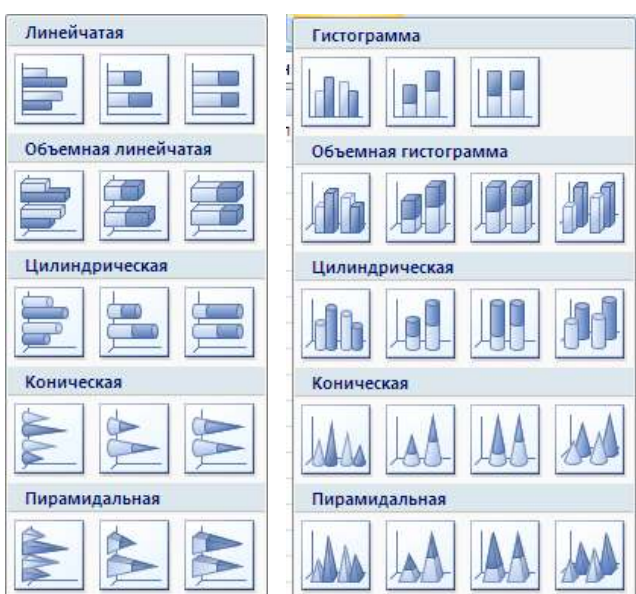 Линейчатая
Объемная линейчатая
Цилиндрическая
Коническая
Пирамидальная
Гистограмма
Объемная гистограмма
Цилиндрическая
Коническая
Пирамидальная